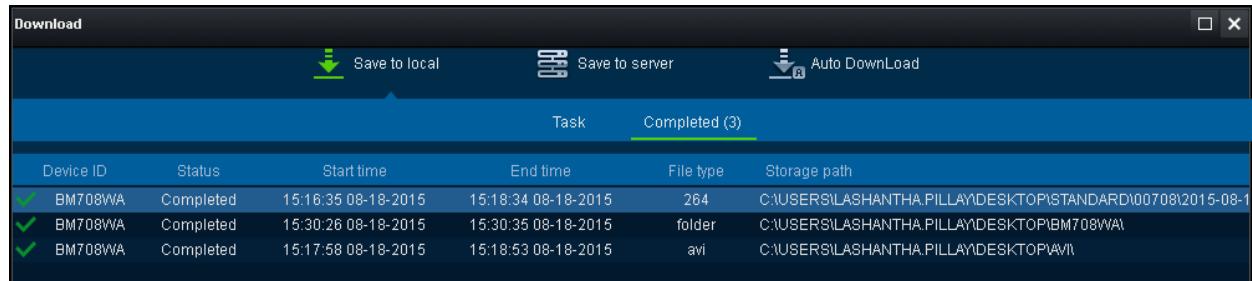 Download
Save to local Save to server Auto DownLoad
Task Completed (3)
Device ID Status Start time End time File type Storage path
BM708WA Completed 15:16:35 08-18-2015 15:18:34 08-18-2015 264 C:\USERS\LASHANTHA.PILLAY\DESKTOP\STANDARD\00708\2015-08-1
BM708WA Completed 15:30:26 08-18-2015 15:30:35 08-18-2015 folder C:\USERS\LASHANTHA.PILLAY\DESKTOP\BM708WA\
BM708WA Completed 15:17:58 08-18-2015 15:18:53 08-18-2015 avi C:\USERS\LASHANTHA.PILLAY\DESKTOP\AVI\